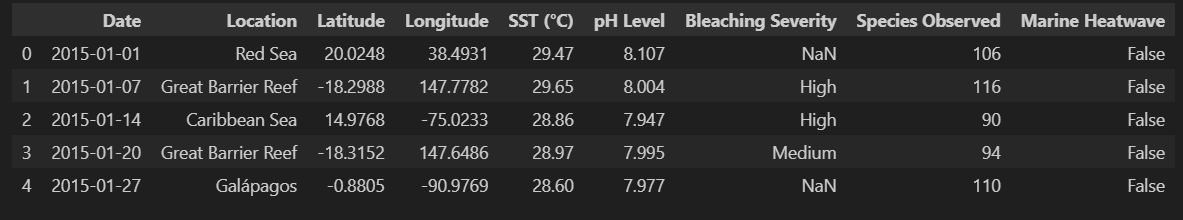 Date Location Latitude Longitude SST (°C) pH Level Bleaching Severity Species Observed Marine Heatwave
0 2015-01-01 Red Sea 20.0248 38.4931 29.47 8.107 NaN 106 False
1 2015-01-07 Great Barrier Reef -18.2988 147.7782 29.65 8.004 High 116 False
2 2015-01-14 Caribbean Sea 14.9768 -75.0233 28.86 7.947 High 90 False
3 2015-01-20 Great Barrier Reef -18.3152 147.6486 28.97 7.995 Medium 94 False
4 2015-01-27 Galápagos -0.8805 -90.9769 28.60 7.977 NaN 110 False